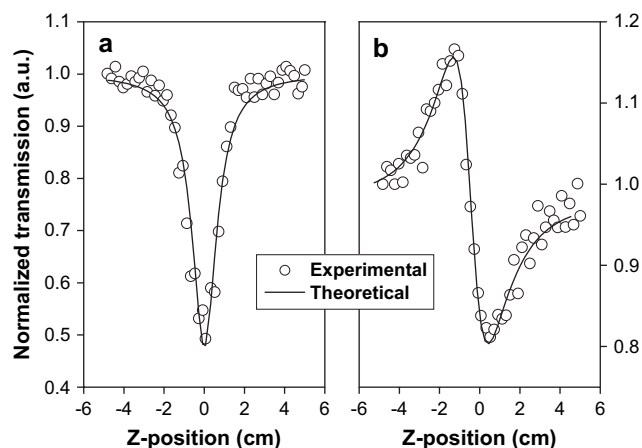 a
b
Normalized transmission (a.u.)
1.1
1.0
0.9
0.8
0.7
0.6
0.5
0.4
1.2
1.1
1.0
0.9
0.8
Experimental
Theoretical
-6 -4 -2 0 2 4 6
-6 -4 -2 0 2 4 6
Z-position (cm)
Z-position (cm)